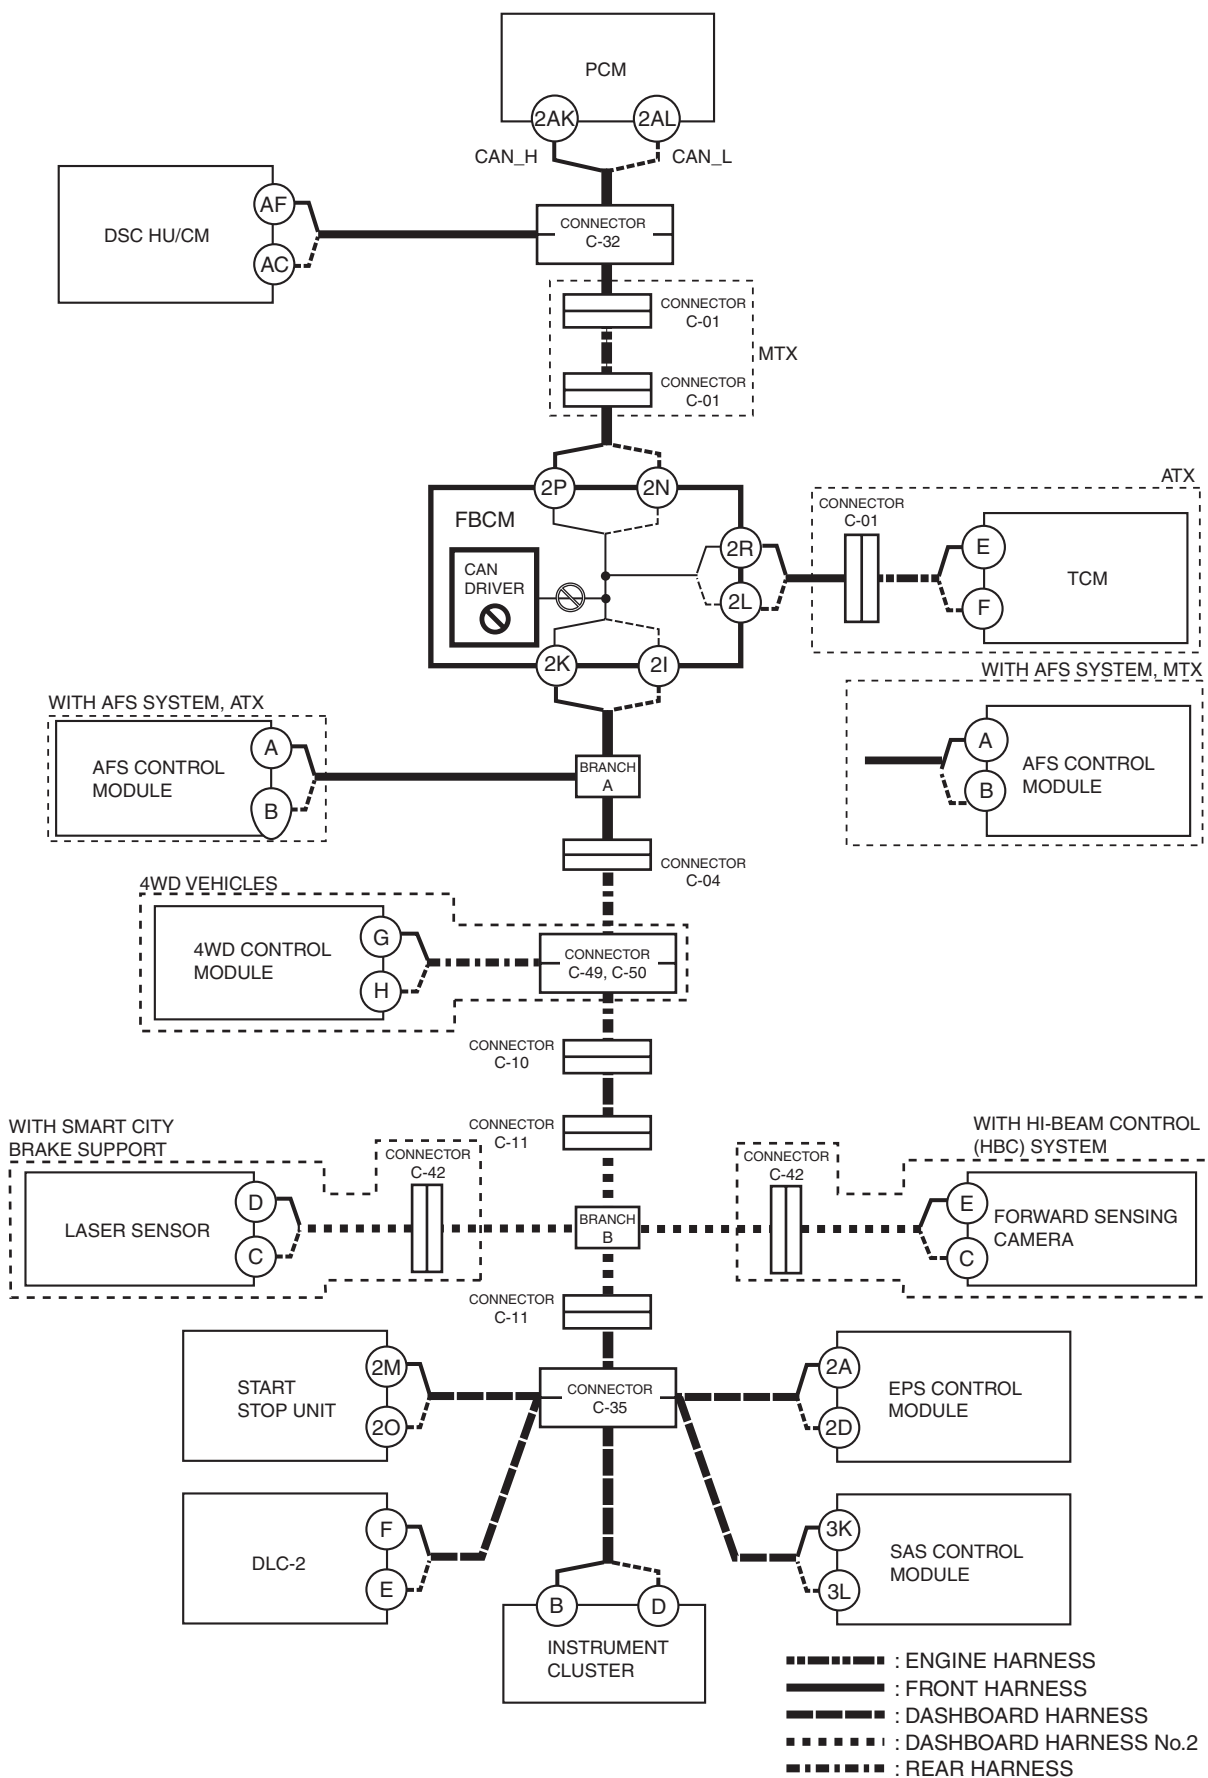 PCM
2AK
2AL
CAN_H
CAN_L
DSC HU/CM
AF
AC
CONNECTOR
C-32
CONNECTOR
C-01
MTX
CONNECTOR
C-01
2P
2N
FBCM
CAN
DRIVER
2R
2L
2K
2I
ATX
CONNECTOR
C-01
E
F
TCM
WITH AFS SYSTEM, MTX
A
B
AFS CONTROL
MODULE
WITH AFS SYSTEM, ATX
AFS CONTROL
MODULE
A
B
BRANCH
A
CONNECTOR
C-04
4WD VEHICLES
4WD CONTROL
MODULE
G
H
CONNECTOR
C-49, C-50
CONNECTOR
C-10
CONNECTOR
C-11
WITH SMART CITY
BRAKE SUPPORT
LASER SENSOR
D
C
CONNECTOR
C-42
BRANCH
B
WITH HI-BEAM CONTROL
(HBC) SYSTEM
CONNECTOR
C-42
E
C
FORWARD SENSING
CAMERA
CONNECTOR
C-11
START
STOP UNIT
2M
2O
CONNECTOR
C-35
2A
2D
EPS CONTROL
MODULE
DLC-2
F
E
3K
3L
SAS CONTROL
MODULE
B
D
INSTRUMENT
CLUSTER
: ENGINE HARNESS
: FRONT HARNESS
: DASHBOARD HARNESS
: DASHBOARD HARNESS No.2
: REAR HARNESS